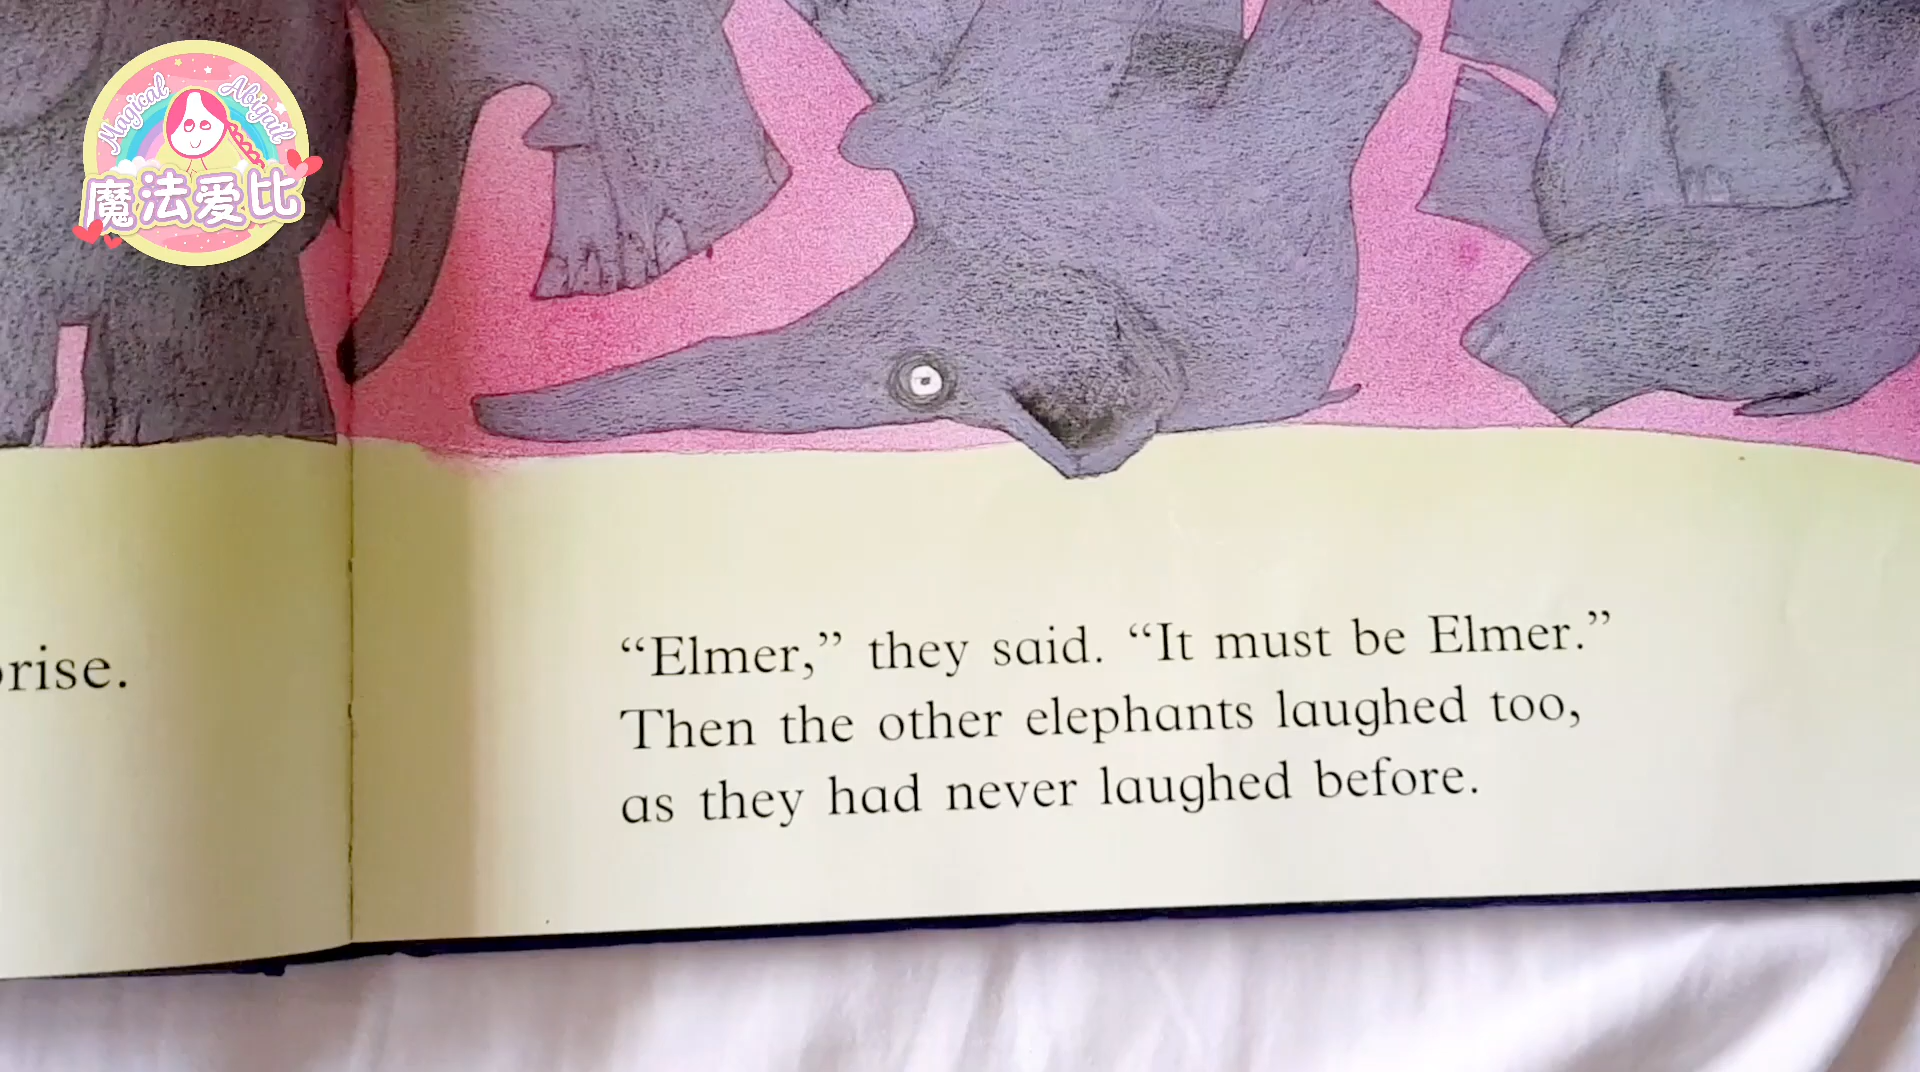 Magical Abigail
魔法爱比
rise.
“Elmer,” they said. “It must be Elmer.”
Then the other elephants laughed too,
as they had never laughed before.